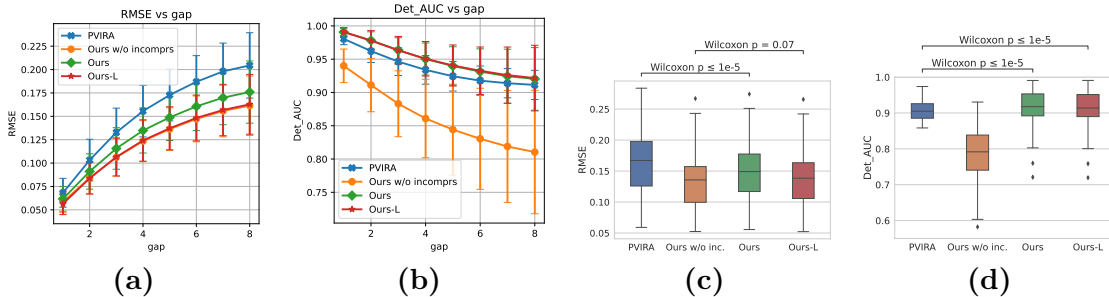 RMSE vs gap
PVIRA
Ours w/o incomprs
Ours
Ours-L
0.225
0.200
0.175
0.150
0.125
0.100
0.075
0.050
RMSE
2
4
6
8
gap
(a)
Det_AUC vs gap
1.00
0.95
0.90
0.85
0.80
0.75
Det_AUC
PVIRA
Ours w/o incomprs
Ours
Ours-L
2
4
6
8
gap
(b)
Wilcoxon p = 0.07
Wilcoxon p ≤ 1e-5
0.25
0.20
0.15
0.10
0.05
RMSE
PVIRA
Ours w/o inc.
Ours
Ours-L
(c)
Wilcoxon p ≤ 1e-5
Wilcoxon p ≤ 1e-5
1.0
0.9
0.8
0.7
0.6
Det_AUC
PVIRA
Ours w/o inc.
Ours
Ours-L
(d)